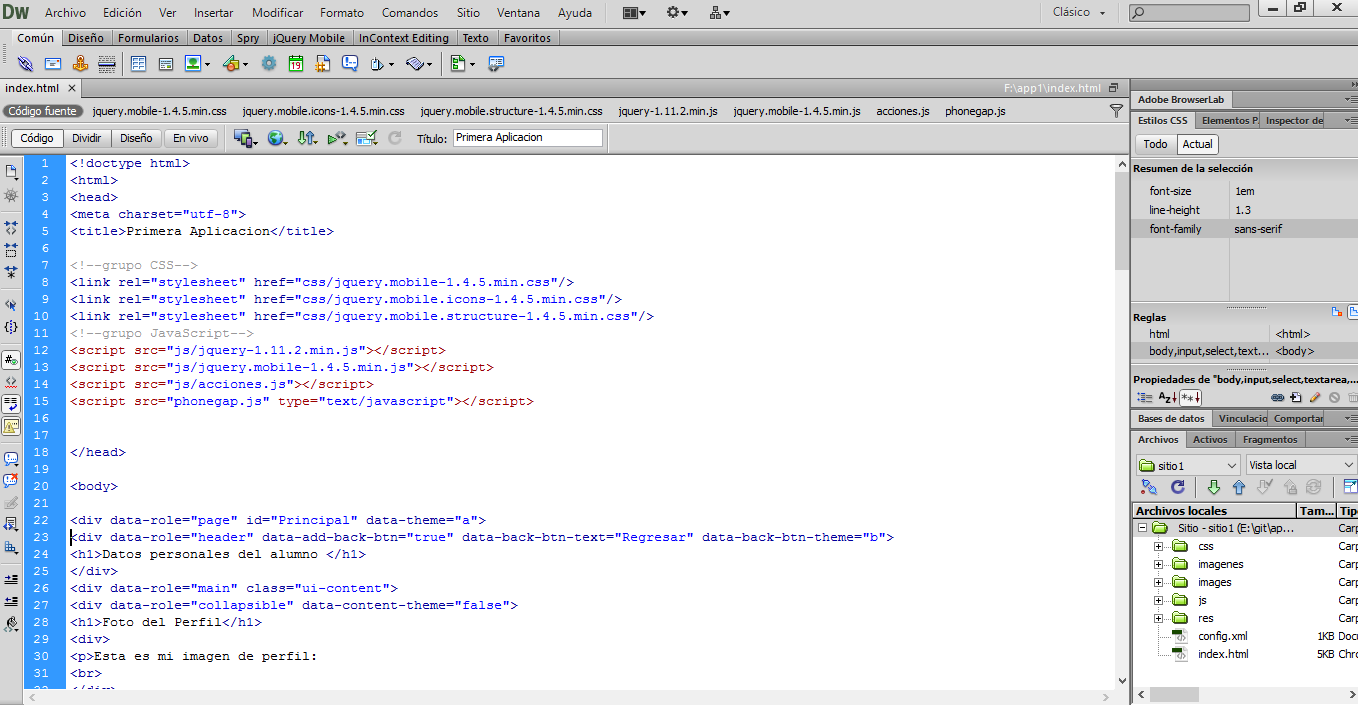 DW Archivo Edición Ver Insertar Modificar Formato Comandos Sitio Ventana Ayuda Clásico
Común Diseño Formularios Datos Spry jQuery Mobile InContext Editing Texto Favoritos
index.html F:\app1\index.html
Código fuente jquery.mobile-1.4.5.min.css jquery.mobile.icons-1.4.5.min.css jquery.mobile.structure-1.4.5.min.css jquery-1.11.2.min.js jquery.mobile-1.4.5.min.js acciones.js phonegap.js
Código Dividir Diseño En vivo Título: Primera Aplicacion
1 <!doctype html>
2 <html>
3 <head>
4 <meta charset="utf-8">
5 <title>Primera Aplicacion</title>
6
7 <!--grupo CSS-->
8 <link rel="stylesheet" href="css/jquery.mobile-1.4.5.min.css"/>
9 <link rel="stylesheet" href="css/jquery.mobile.icons-1.4.5.min.css"/>
10 <link rel="stylesheet" href="css/jquery.mobile.structure-1.4.5.min.css"/>
11 <!--grupo JavaScript-->
12 <script src="js/jquery-1.11.2.min.js"></script>
13 <script src="js/jquery.mobile-1.4.5.min.js"></script>
14 <script src="js/acciones.js"></script>
15 <script src="phonegap.js" type="text/javascript"></script>
16
17
18 </head>
19
20 <body>
21
22 <div data-role="page" id="Principal" data-theme="a">
23 <div data-role="header" data-add-back-btn="true" data-back-btn-text="Regresar" data-back-btn-theme="b">
24 <h1>Datos personales del alumno </h1>
25 </div>
26 <div data-role="main" class="ui-content">
27 <div data-role="collapsible" data-content-theme="false">
28 <h1>Foto del Perfil</h1>
29 <div>
30 <p>Esta es mi imagen de perfil:
31 <br>
Adobe BrowserLab
Estilos CSS Elementos P. Inspector de
Todo Actual
Resumen de la selección
font-size 1em
line-height 1.3
font-family sans-serif
Reglas
html <html>
body,input,select,text... <body>
Propiedades de "body,input,select,textarea,...
Bases de datos Vinculacio Comportar
Archivos Activos Fragmentos
sitio1 Vista local
Archivos locales Tam... Tip
Sitio - sitio1 (E:\git\ap... Carp
css Carp
imagenes Carp
images Carp
js Carp
res Carp
config.xml 1KB Docu
index.html 5KB Chro